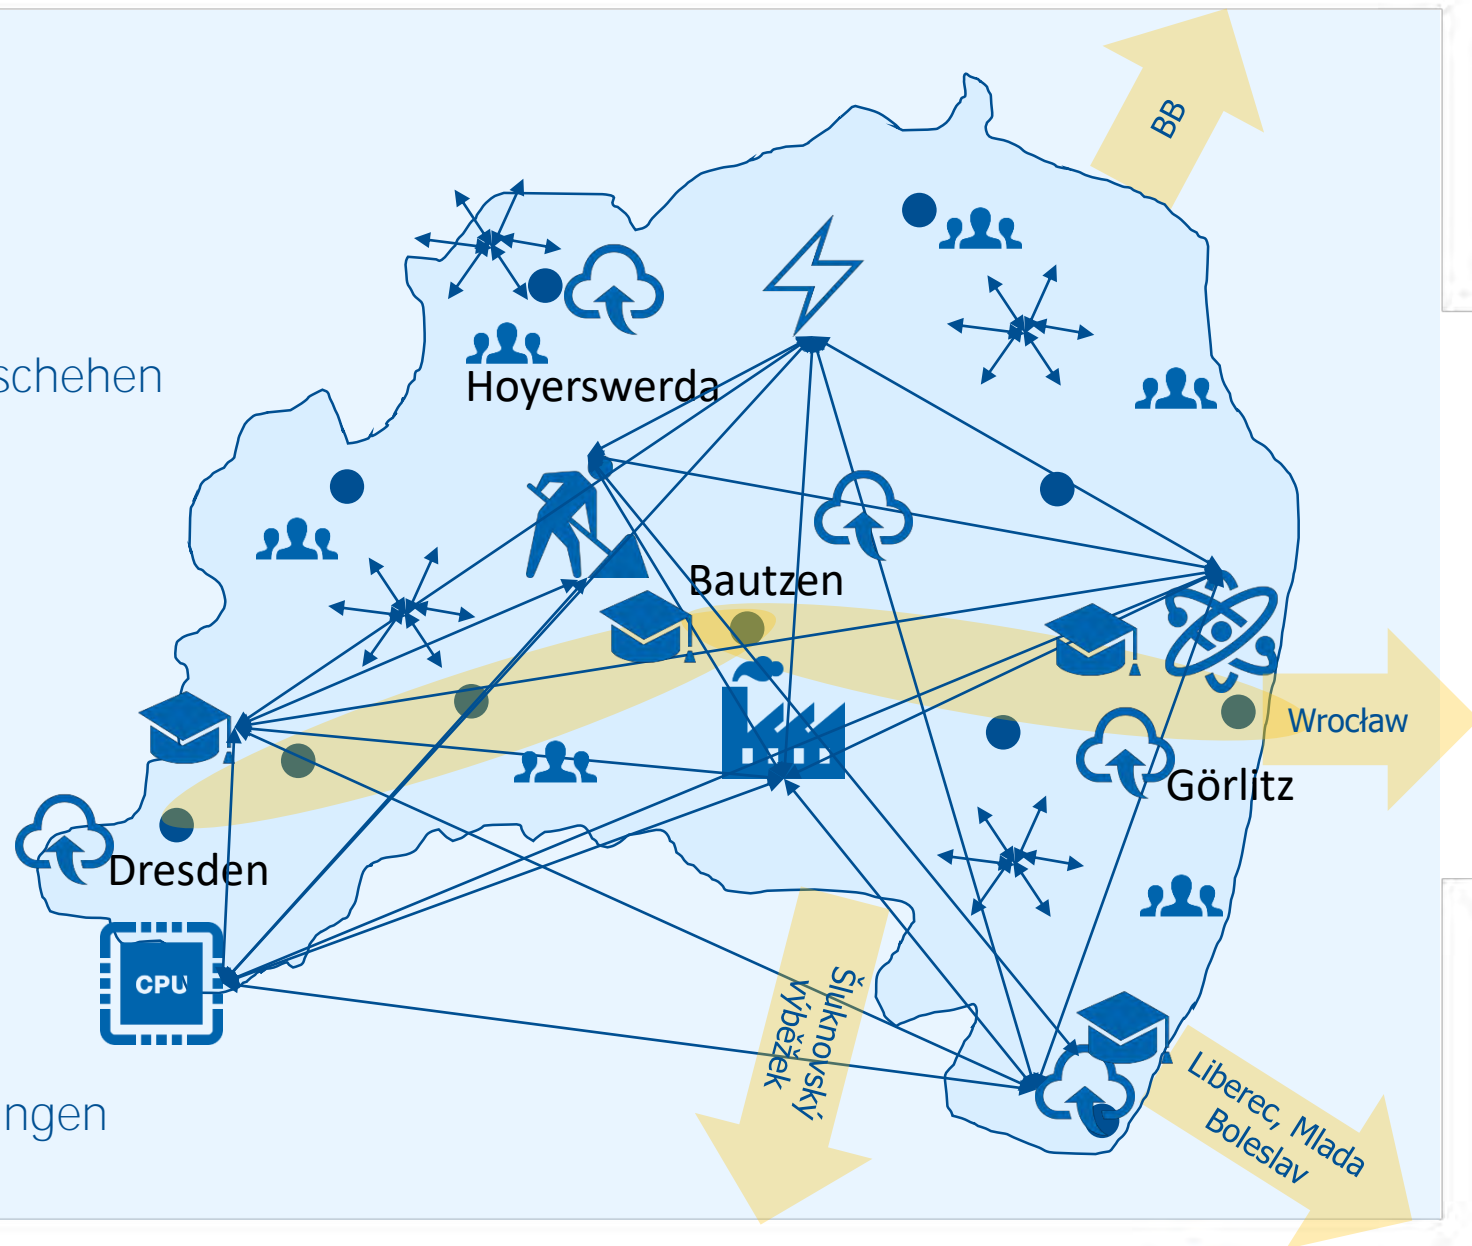 BB
schehen
Hoyerswerda
Bautzen
Wrocław
Görlitz
Dresden
CPU
Šluknovský
Výběžek
Liberec, Mlada
Boleslav
ngen